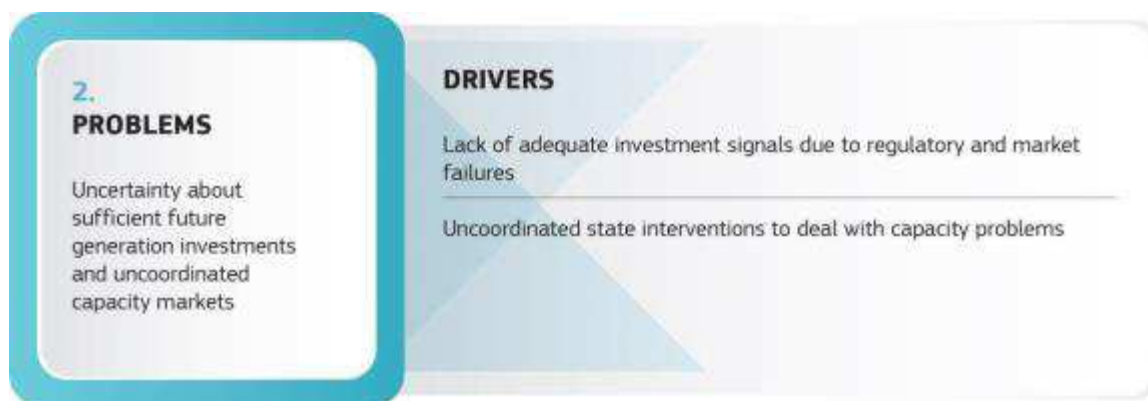 2.
PROBLEMS
Uncertainty about
sufficient future
generation investments
and uncoordinated
capacity markets
DRIVERS
Lack of adequate investment signals due to regulatory and market
failures
Uncoordinated state interventions to deal with capacity problems